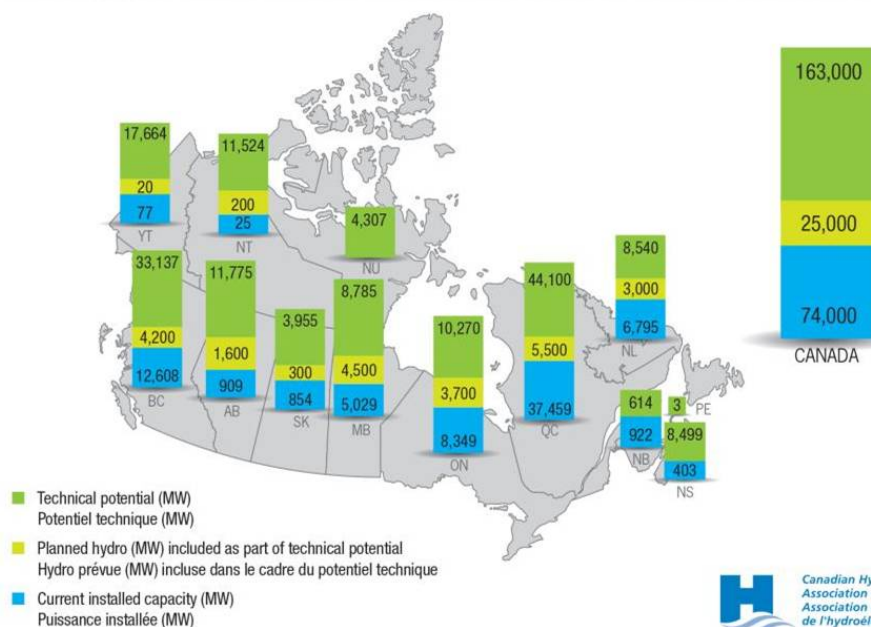 17,664
20
77
YT
11,524
200
25
NT
4,307
NU
33,137
4,200
12,608
BC
11,775
1,600
909
AB
3,955
300
854
SK
8,785
4,500
5,029
MB
10,270
3,700
8,349
ON
44,100
5,500
37,459
QC
8,540
3,000
6,795
NL
614
922
NB
3
PE
8,499
403
NS
163,000
25,000
74,000
CANADA
Technical potential (MW)
Potentiel technique (MW)
Planned hydro (MW) included as part of technical potential
Hydro prévue (MW) incluse dans le cadre du potentiel technique
Current installed capacity (MW)
Puissance installée (MW)
Canadian Hy
Association
Association
de l'hydroél